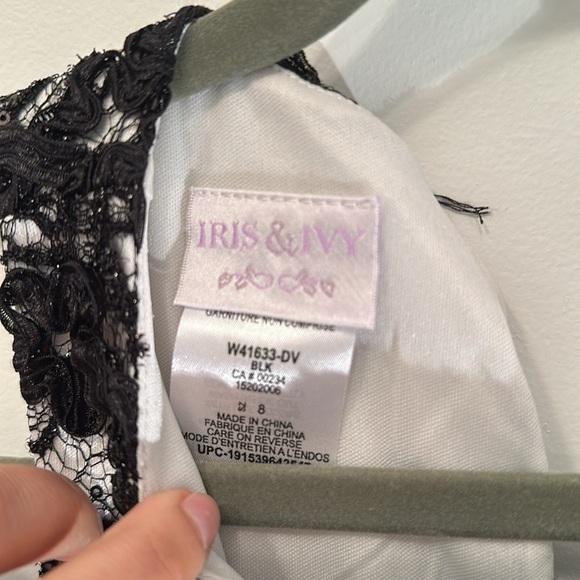 IRIS & IVY
GARNITURE NON COMPRISE
W41633-DV
BLK
CA # 00234
15202006
8
MADE IN CHINA
FABRIQUE EN CHINA
CARE ON REVERSE
MODE D'ENTRETIEN A L'ENDOS